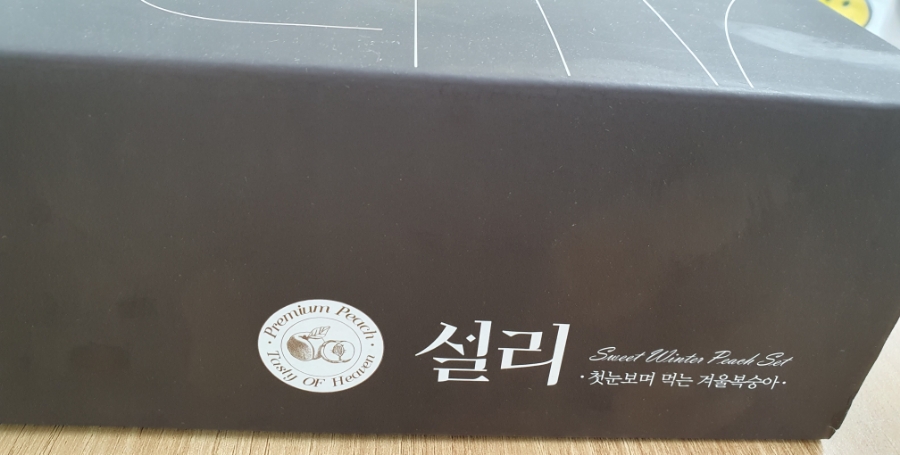 Premium Peach
Tasty OF Heaven
설리
Sweet Winter Peach Set
·첫눈보며 먹는 겨울복숭아·